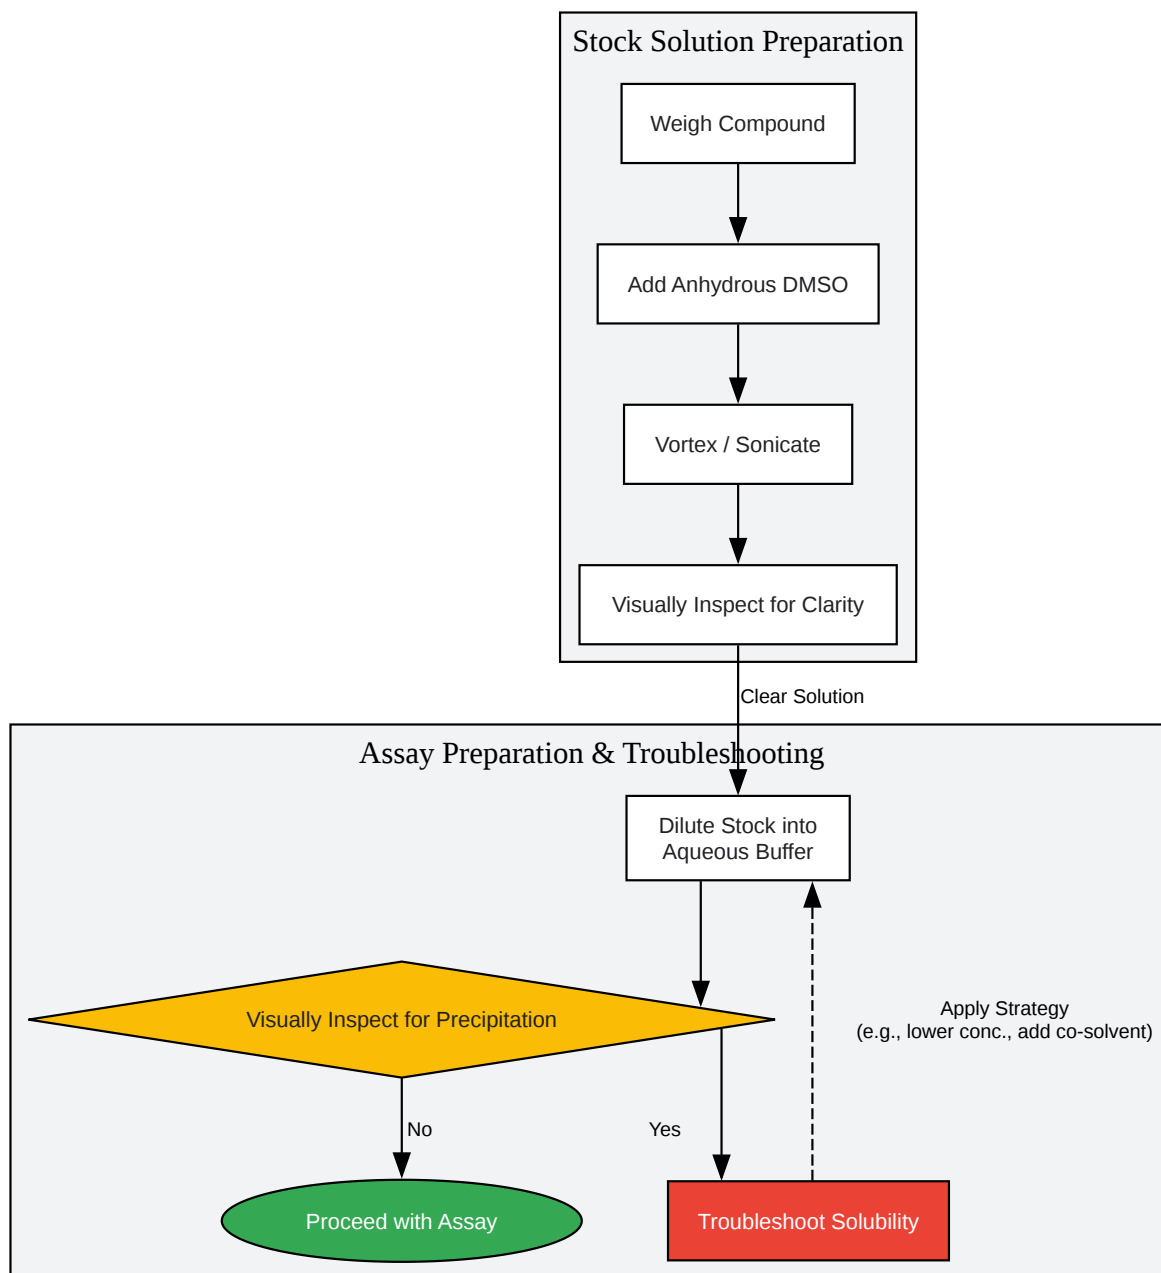 Stock Solution Preparation
Weigh Compound
Add Anhydrous DMSO
Vortex / Sonicate
Visually Inspect for Clarity
Clear Solution
Assay Preparation & Troubleshooting
Dilute Stock into
Aqueous Buffer
Visually Inspect for Precipitation
Apply Strategy
(e.g., lower conc., add co-solvent)
No
Yes
Proceed with Assay
Troubleshoot Solubility